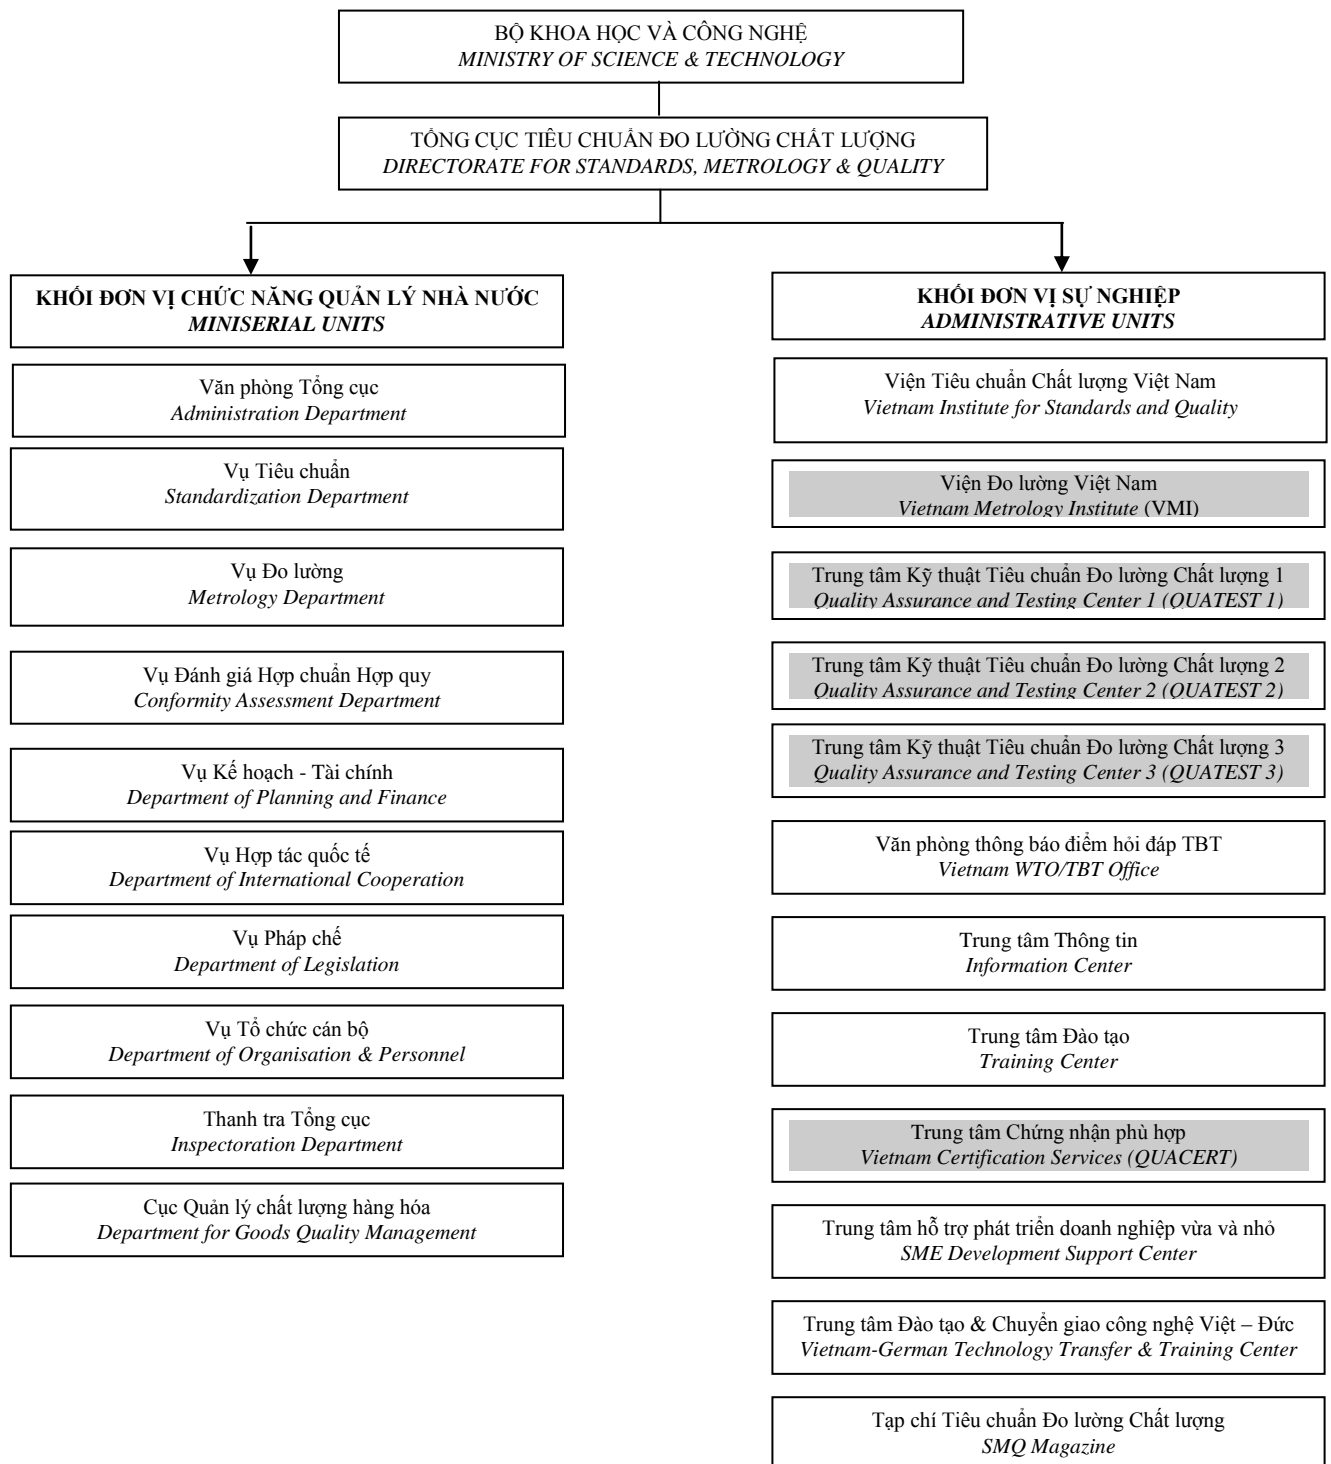 BỘ KHOA HỌC VÀ CÔNG NGHỆ
MINISTRY OF SCIENCE & TECHNOLOGY
TỔNG CỤC TIÊU CHUẨN ĐO LƯỜNG CHẤT LƯỢNG
DIRECTORATE FOR STANDARDS, METROLOGY & QUALITY
KHỐI ĐƠN VỊ CHỨC NĂNG QUẢN LÝ NHÀ NƯỚC
MINISERIAL UNITS
Văn phòng Tổng cục
Administration Department
Vụ Tiêu chuẩn
Standardization Department
Vụ Đo lường
Metrology Department
Vụ Đánh giá Hợp chuẩn Hợp quy
Conformity Assessment Department
Vụ Kế hoạch - Tài chính
Department of Planning and Finance
Vụ Hợp tác quốc tế
Department of International Cooperation
Vụ Pháp chế
Department of Legislation
Vụ Tổ chức cán bộ
Department of Organisation & Personnel
Thanh tra Tổng cục
Inspectoration Department
Cục Quản lý chất lượng hàng hóa
Department for Goods Quality Management
KHỐI ĐƠN VỊ SỰ NGHIỆP
ADMINISTRATIVE UNITS
Viện Tiêu chuẩn Chất lượng Việt Nam
Vietnam Institute for Standards and Quality
Viện Đo lường Việt Nam
Vietnam Metrology Institute (VMI)
Trung tâm Kỹ thuật Tiêu chuẩn Đo lường Chất lượng 1
Quality Assurance and Testing Center 1 (QUATEST 1)
Trung tâm Kỹ thuật Tiêu chuẩn Đo lường Chất lượng 2
Quality Assurance and Testing Center 2 (QUATEST 2)
Trung tâm Kỹ thuật Tiêu chuẩn Đo lường Chất lượng 3
Quality Assurance and Testing Center 3 (QUATEST 3)
Văn phòng thông báo điểm hỏi đáp TBT
Vietnam WTO/TBT Office
Trung tâm Thông tin
Information Center
Trung tâm Đào tạo
Training Center
Trung tâm Chứng nhận phù hợp
Vietnam Certification Services (QUACERT)
Trung tâm hỗ trợ phát triển doanh nghiệp vừa và nhỏ
SME Development Support Center
Trung tâm Đào tạo & Chuyển giao công nghệ Việt – Đức
Vietnam-German Technology Transfer & Training Center
Tạp chí Tiêu chuẩn Đo lường Chất lượng
SMQ Magazine